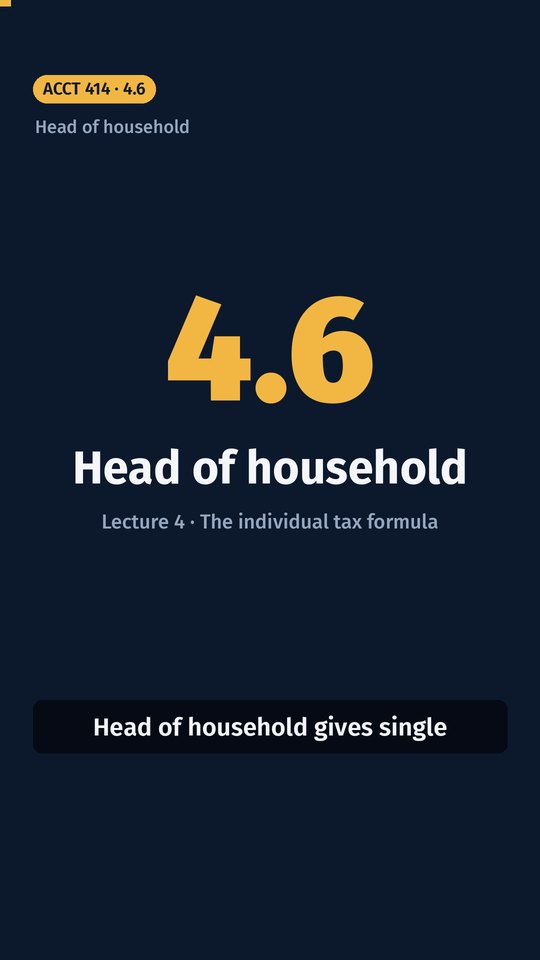 ACCT 414 · 4.6
Head of household
4.6
Head of household
Lecture 4 · The individual tax formula
Head of household gives single